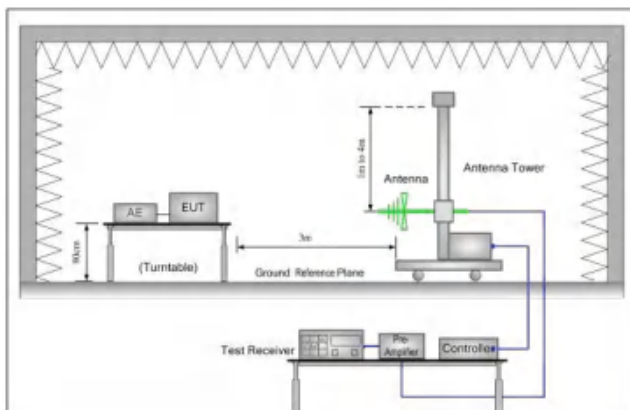 1m to 4m
Antenna
Antenna Tower
AE
EUT
80cm
(Turntable)
3m
Ground Reference Plane
Test Receiver
Pre-
Amplifier
Controller